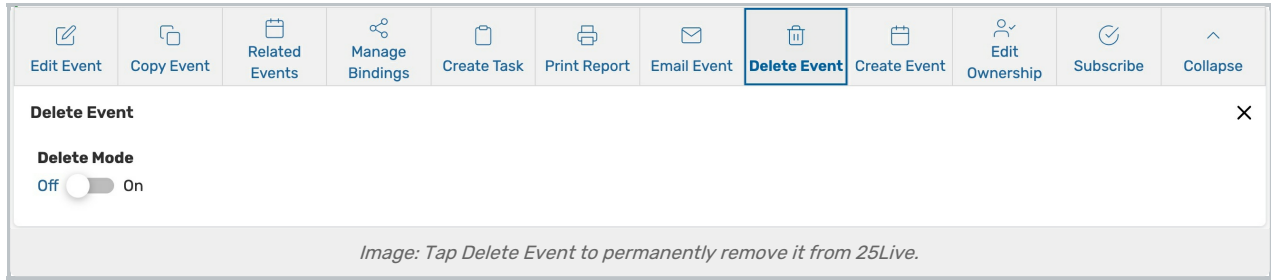 Edit Event
Copy Event
Related
Events
Manage
Bindings
Create Task
Print Report
Email Event
Delete Event
Create Event
Edit
Ownership
Subscribe
Collapse
Delete Event
Delete Mode
Off On
Image: Tap Delete Event to permanently remove it from 25Live.